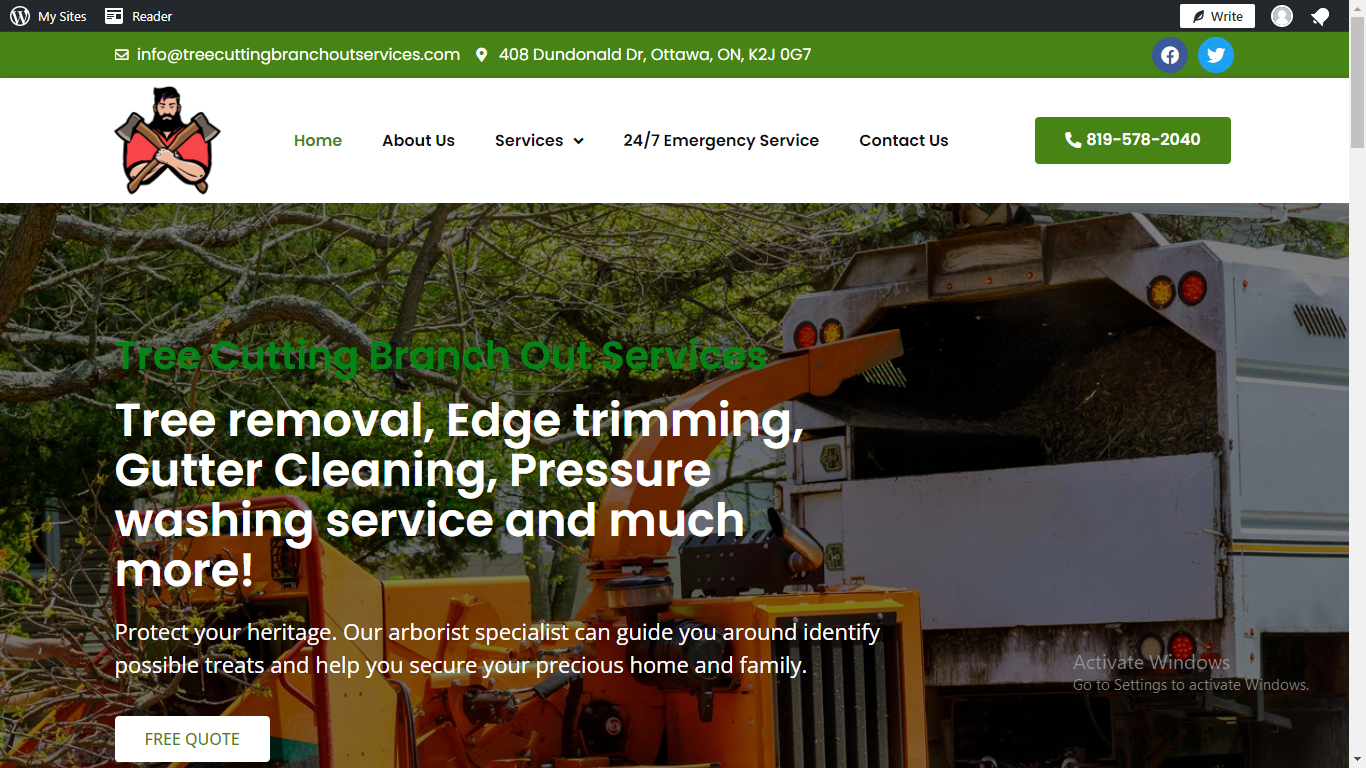 My Sites Reader Write
info@treecuttingbranchoutservices.com 408 Dundonald Dr, Ottawa, ON, K2J 0G7
Home About Us Services 24/7 Emergency Service Contact Us 819-578-2040
Tree Cutting Branch Out Services
Tree removal, Edge trimming,
Gutter Cleaning, Pressure
washing service and much
more!
Protect your heritage. Our arborist specialist can guide you around identify
possible treats and help you secure your precious home and family.
Activate Windows
Go to Settings to activate Windows.
FREE QUOTE